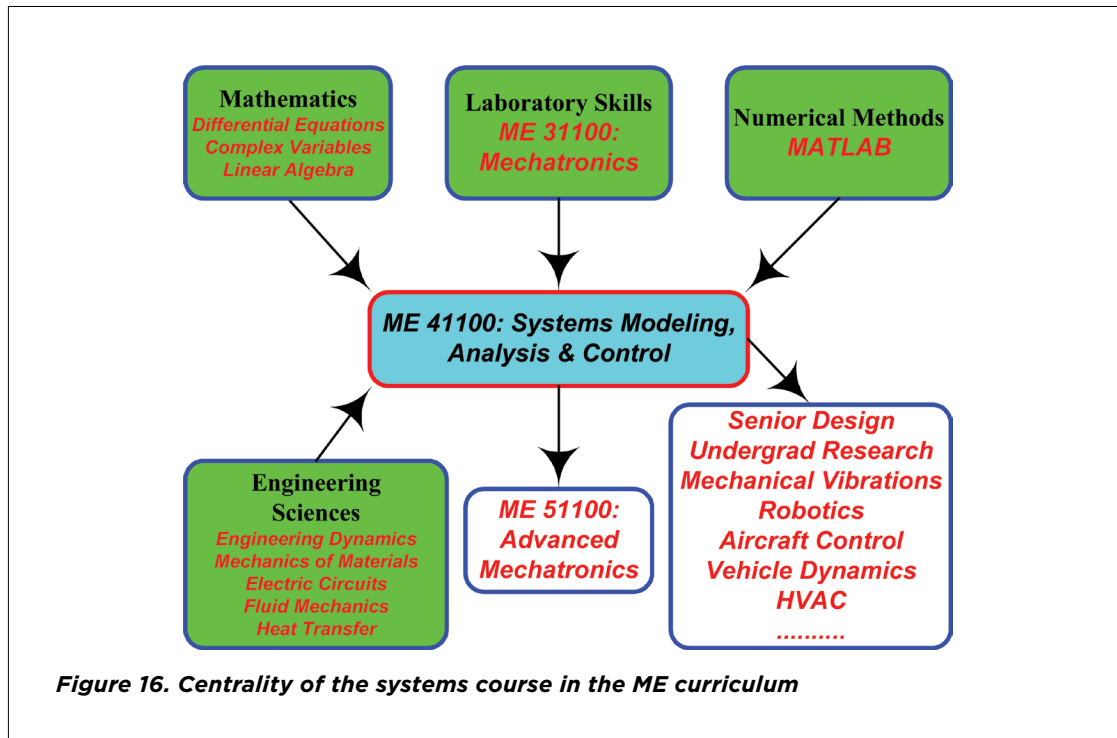 Mathematics
Differential Equations
Complex Variables
Linear Algebra
Laboratory Skills
ME 31100:
Mechatronics
Numerical Methods
MATLAB
ME 41100: Systems Modeling,
Analysis & Control
Engineering
Sciences
Engineering Dynamics
Mechanics of Materials
Electric Circuits
Fluid Mechanics
Heat Transfer
ME 51100:
Advanced
Mechatronics
Senior Design
Undergrad Research
Mechanical Vibrations
Robotics
Aircraft Control
Vehicle Dynamics
HVAC
..........
Figure 16. Centrality of the systems course in the ME curriculum